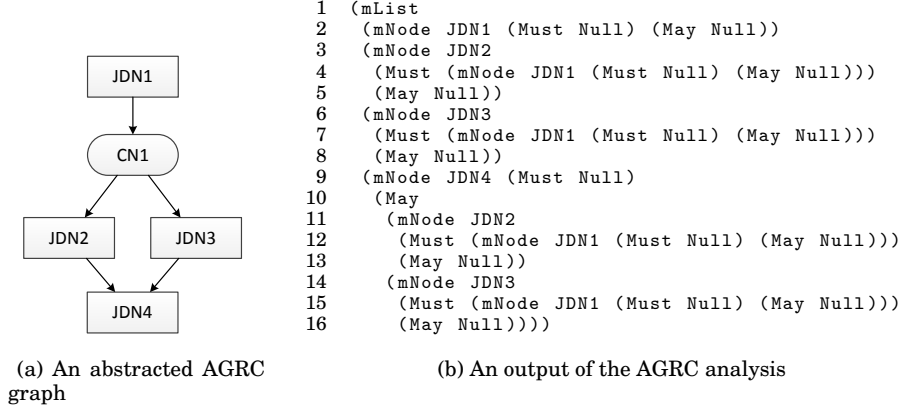 JDN1
CN1
JDN2
JDN3
JDN4
(a) An abstracted AGRC
graph
1 (mList
2 (mNode JDN1 (Must Null) (May Null))
3 (mNode JDN2
4 (Must (mNode JDN1 (Must Null) (May Null)))
5 (May Null))
6 (mNode JDN3
7 (Must (mNode JDN1 (Must Null) (May Null)))
8 (May Null))
9 (mNode JDN4 (Must Null)
10 (May
11 (mNode JDN2
12 (Must (mNode JDN1 (Must Null) (May Null)))
13 (May Null))
14 (mNode JDN3
15 (Must (mNode JDN1 (Must Null) (May Null)))
16 (May Null))))
(b) An output of the AGRC analysis